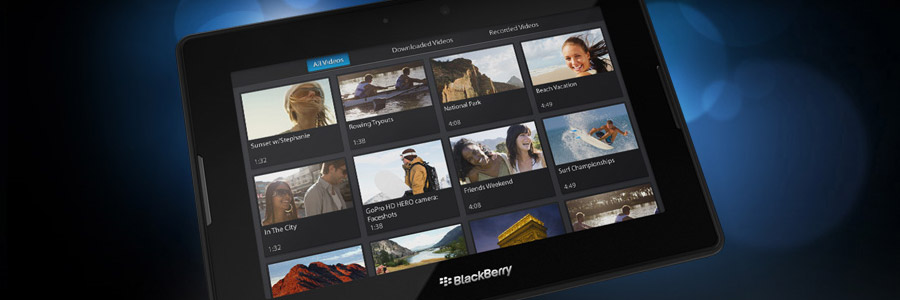 All Videos
Downloaded Videos
Recorded Videos
Sunset w/Stephanie
1:32
Rowing Tryouts
1:38
National Park
4:08
Beach Vacation
4:49
In The City
1:32
GoPro HD HERO camera:
Faceshots
1:38
Friends Weekend
4:08
Surf Championships
4:49
BlackBerry